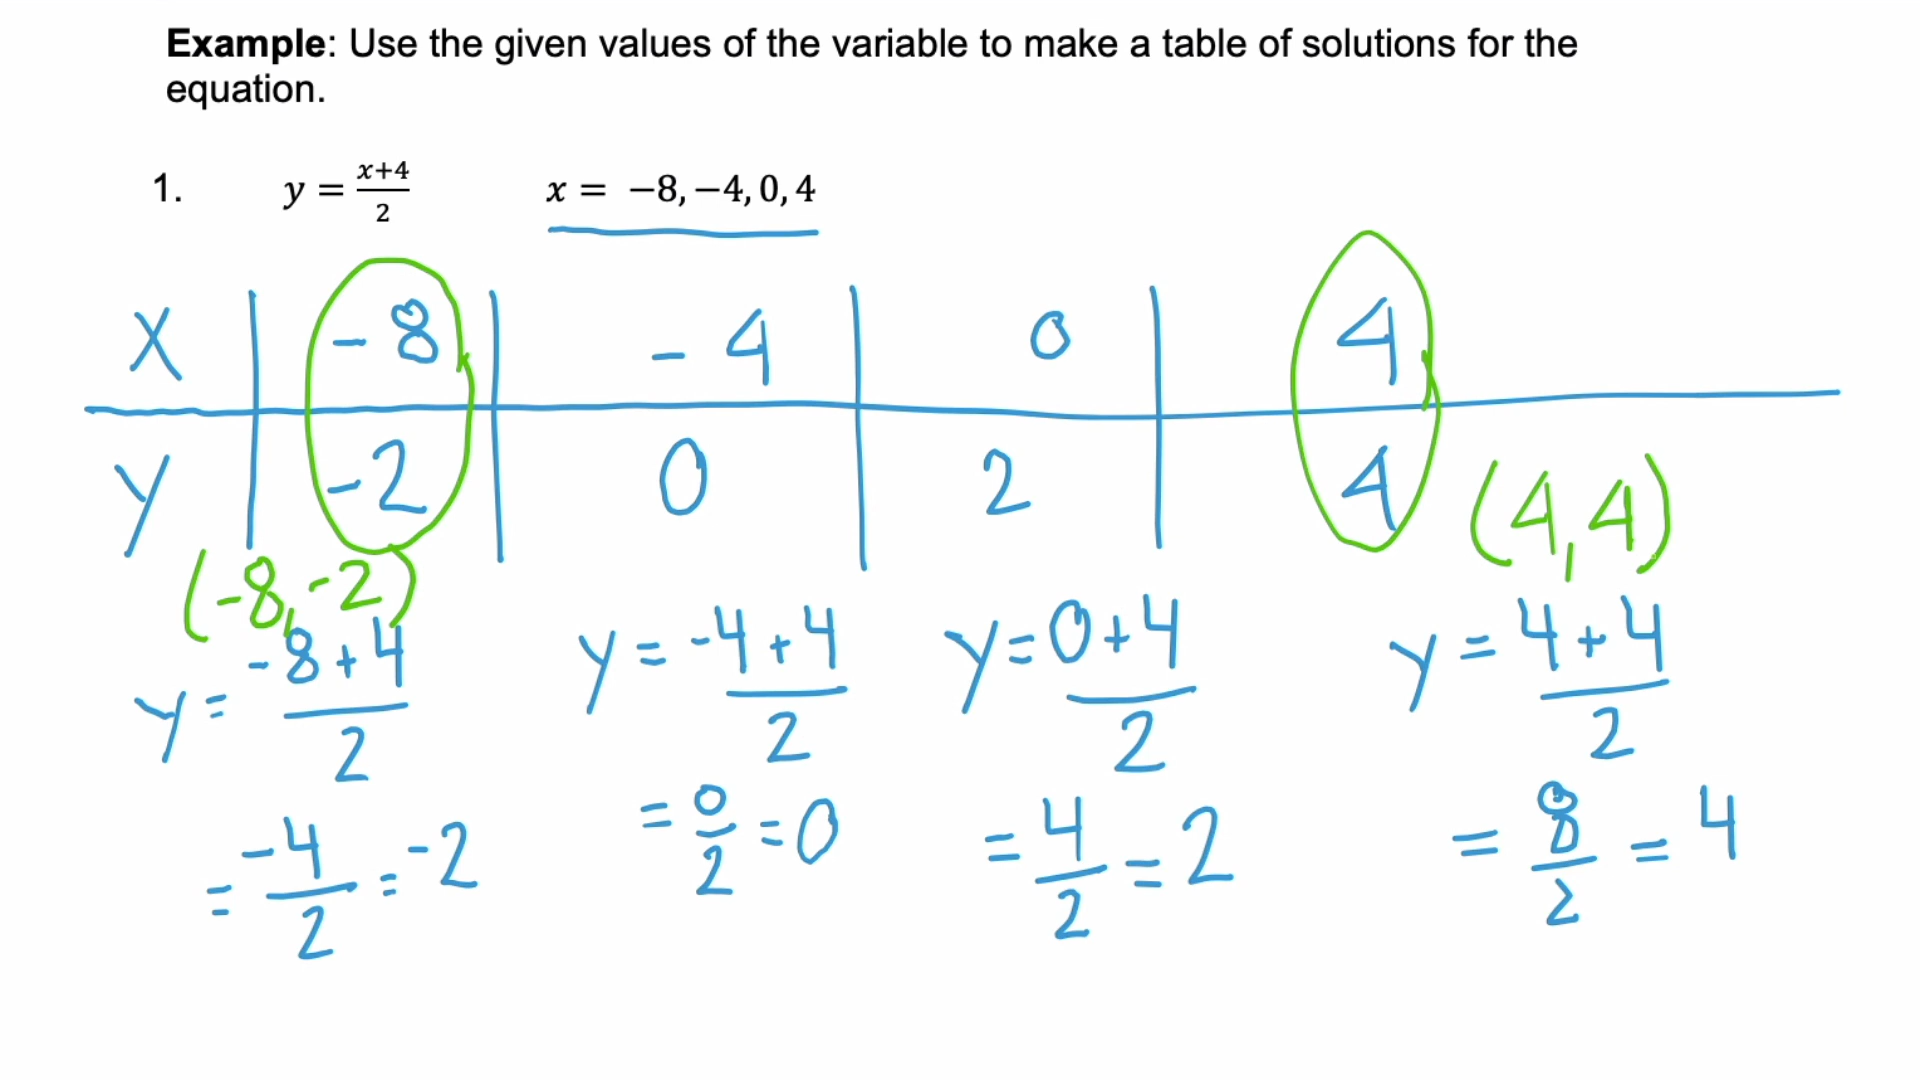 Example: Use the given values of the variable to make a table of solutions for the
equation.
1. y = x+4/2 x = −8, −4, 0, 4
X -8 -4 0 4
Y -2 0 2 4
(-8,-2) (4,4)
y = -8+4/2 y = -4+4/2 y = 0+4/2 y = 4+4/2
= -4/2 = -2 = 0/2 = 0 = 4/2 = 2 = 8/2 = 4